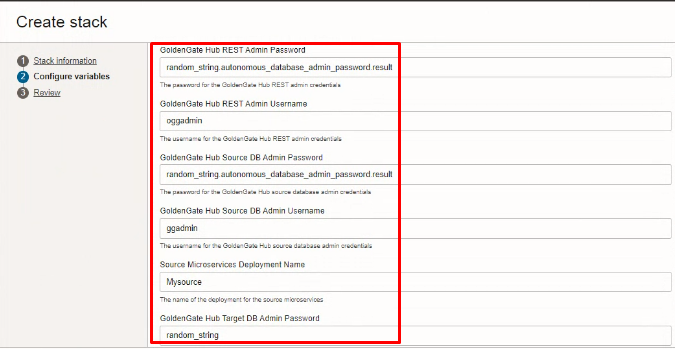 Create stack
1 Stack information
2 Configure variables
3 Review
GoldenGate Hub REST Admin Password
random_string.autonomous_database_admin_password.result
The password for the GoldenGate Hub REST admin credentials
GoldenGate Hub REST Admin Username
oggadmin
The username for the GoldenGate Hub REST admin credentials
GoldenGate Hub Source DB Admin Password
random_string.autonomous_database_admin_password.result
The password for the GoldenGate Hub source database admin credentials
GoldenGate Hub Source DB Admin Username
ggadmin
The username for the GoldenGate Hub source database admin credentials
Source Microservices Deployment Name
Mysource
The name of the deployment for the source microservices
GoldenGate Hub Target DB Admin Password
random_string